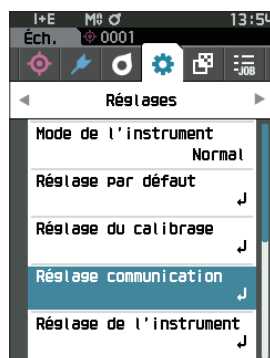 I+E M0 13:54
Éch. 0001
-JOB
Réglages
Mode de l'instrument
Normal
Réglage par défaut
Réglage du calibrage
Réglage communication
Réglage de l'instrument